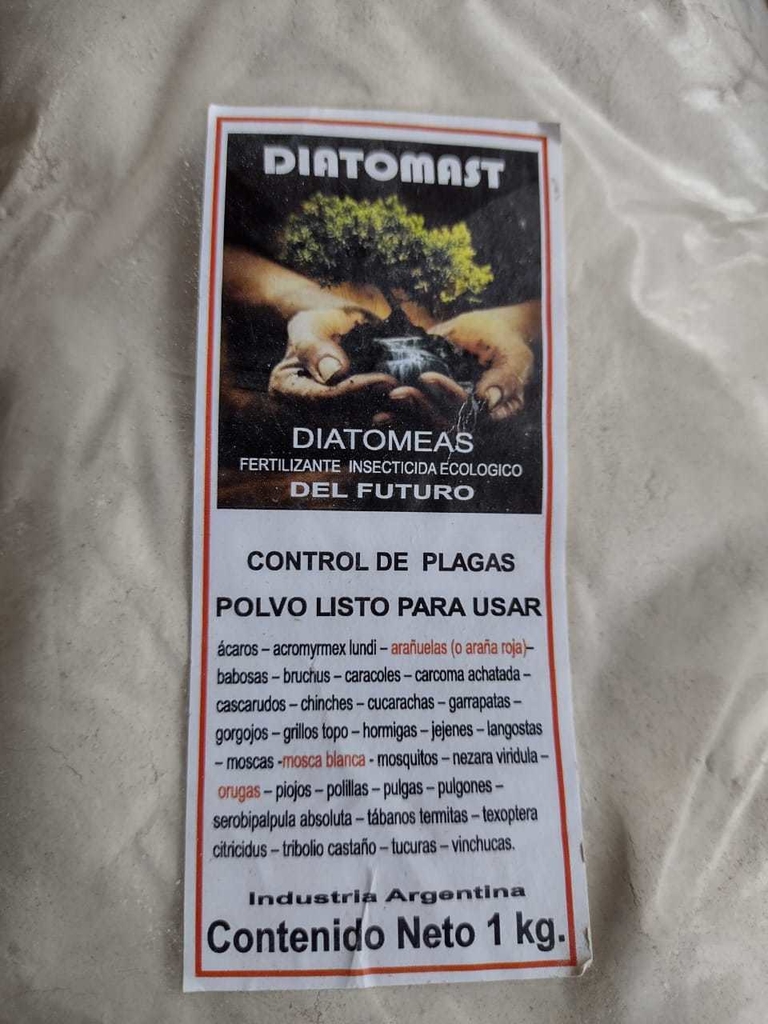 DIATOMAST
DIATOMEAS
FERTILIZANTE INSECTICIDA ECOLOGICO
DEL FUTURO
CONTROL DE PLAGAS
POLVO LISTO PARA USAR
ácaros – acromyrmex lundi – arañuelas (o araña roja)–
babosas – bruchus – caracoles – carcoma achatada –
cascarudos – chinches – cucarachas – garrapatas –
gorgojos – grillos topo – hormigas – jejenes – langostas
– moscas -mosca blanca - mosquitos – nezara viridula –
orugas – piojos – polillas – pulgas – pulgones –
serobipalpula absoluta – tábanos termitas – texoptera
citricidus – tribolio castaño – tucuras – vinchucas.
Industria Argentina
Contenido Neto 1 kg.